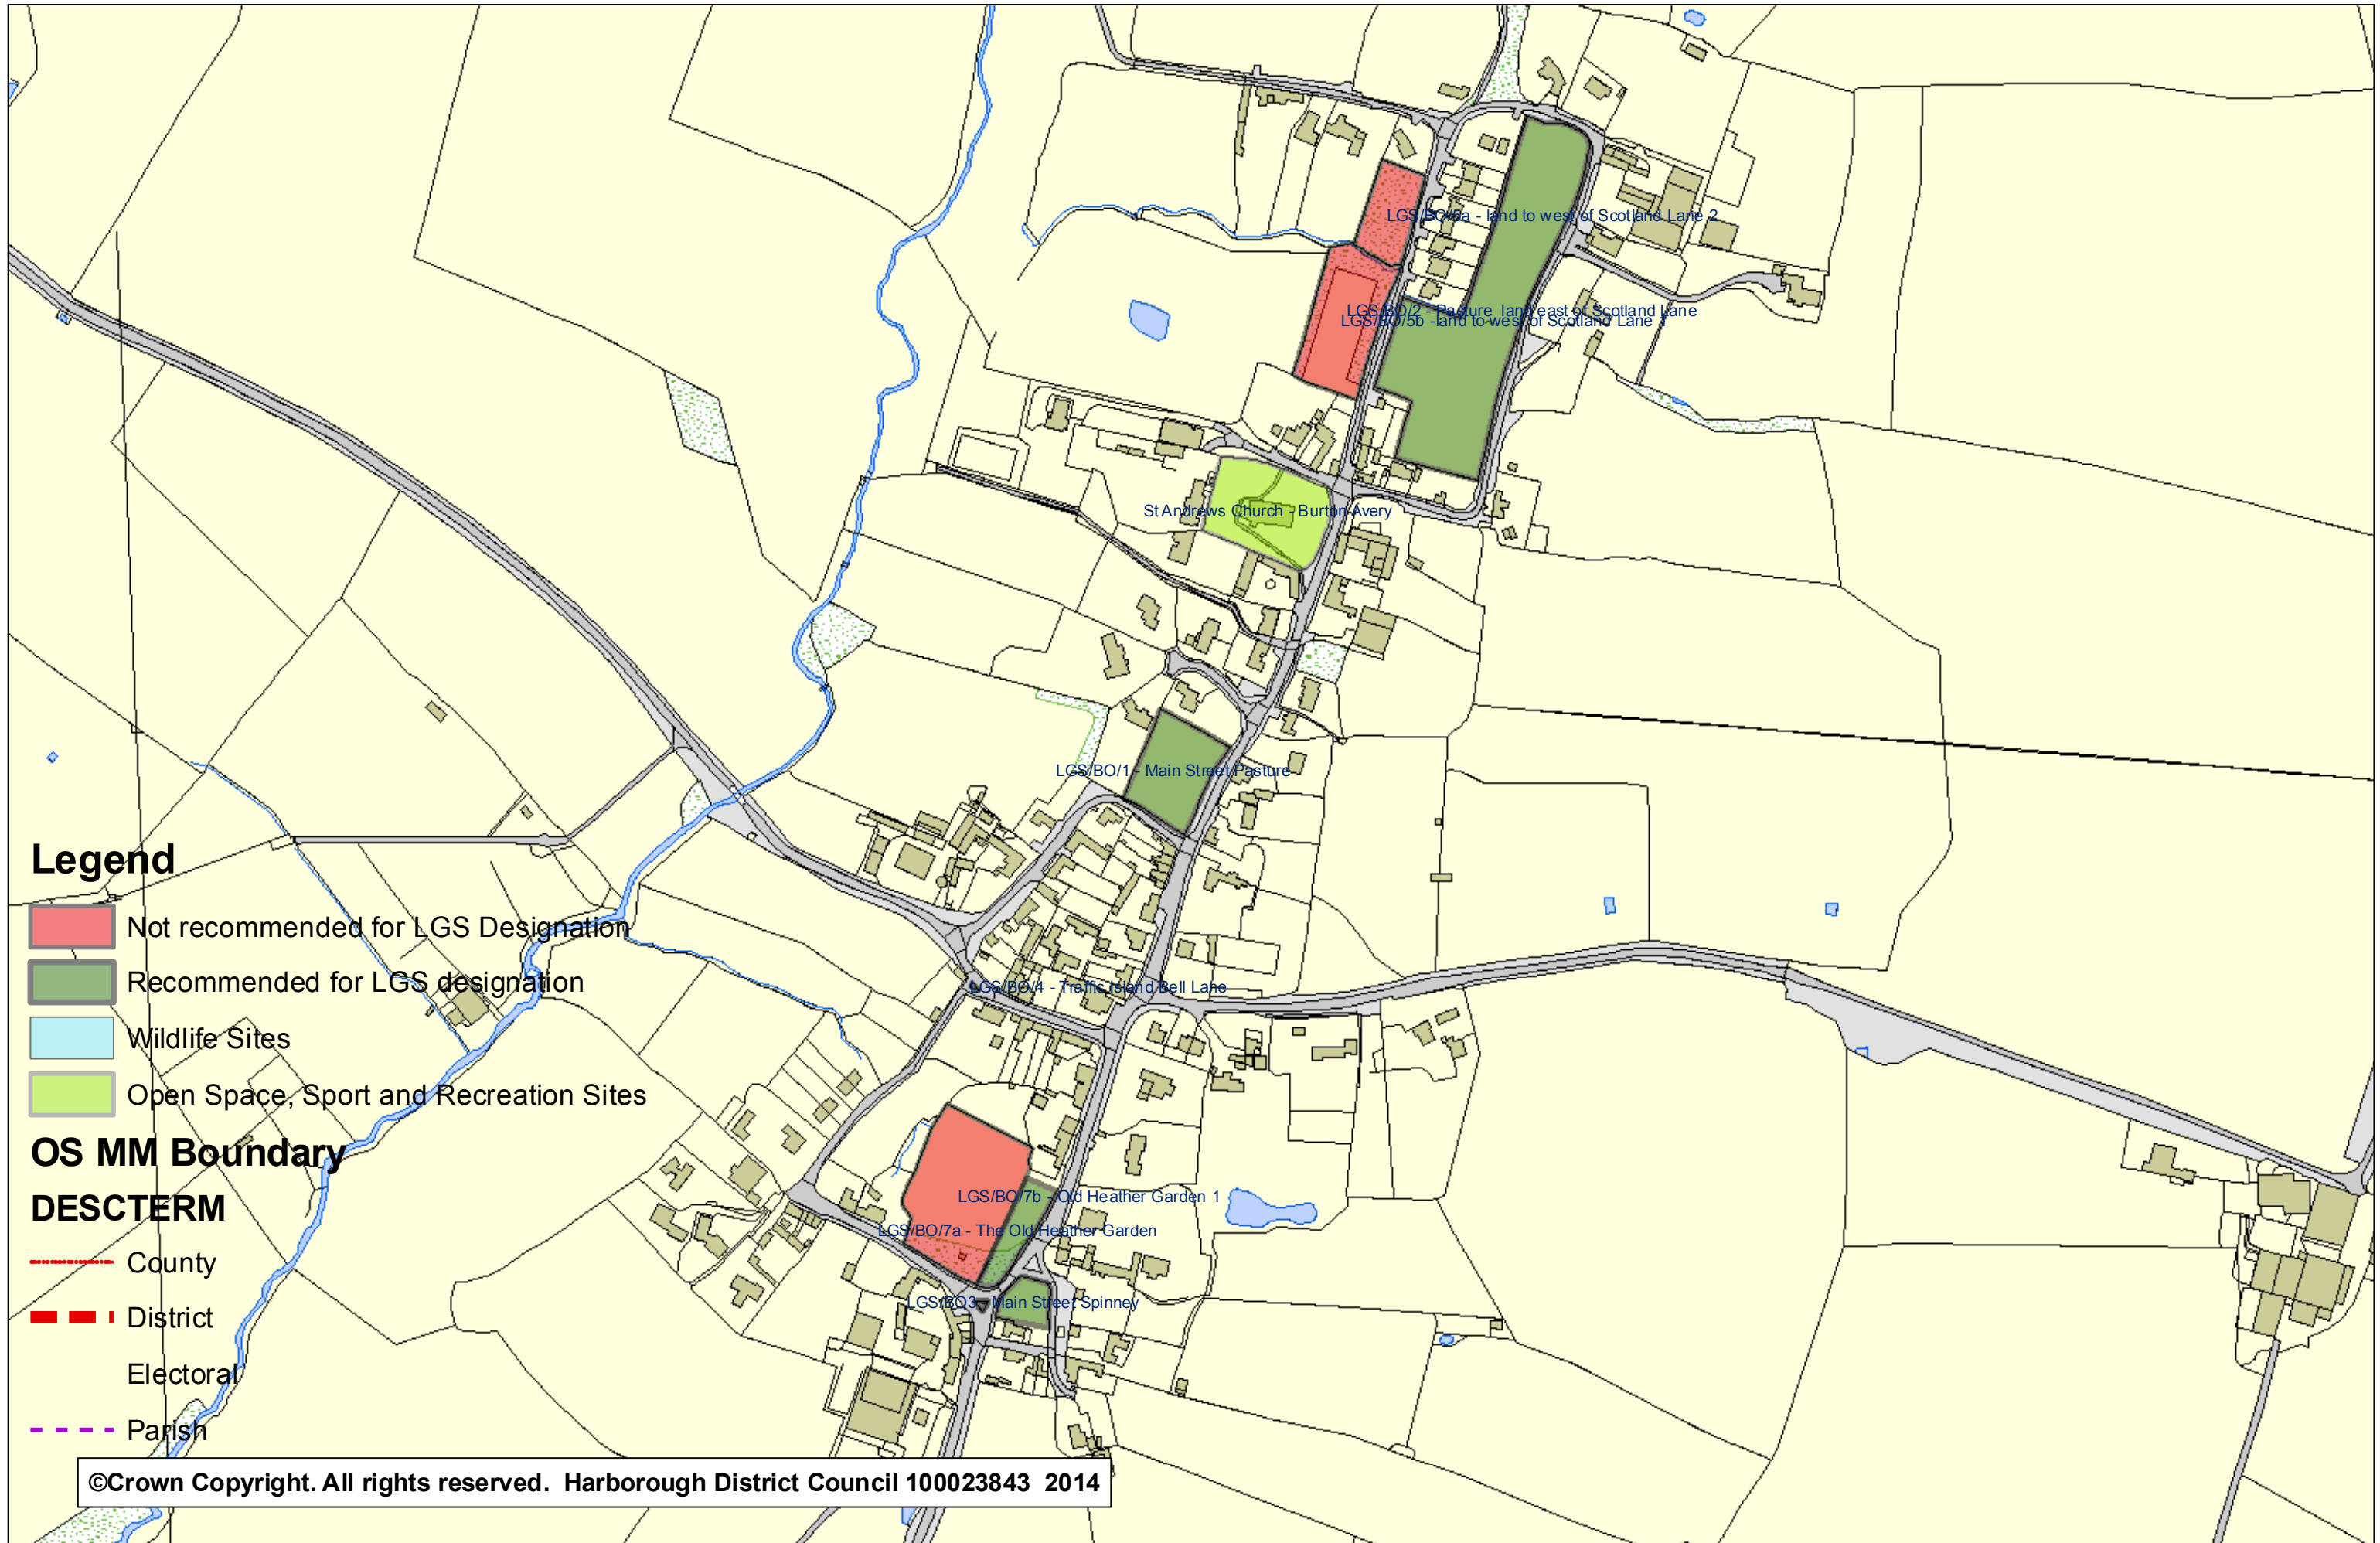 LGS/BO/5a - land to west of Scotland Lane 2
LGS/BO/2 - Pasture land east of Scotland Lane
LGS/BO/5b -land to west of Scotland Lane 1
St Andrews Church - Burton Avery
LGS/BO/1 - Main Street Pasture
LGS/BO/4 - Traffic Island Bell Lane
LGS/BO/7b - Old Heather Garden 1
LGS/BO/7a - The Old Heather Garden
LGS/BO3 - Main Street Spinney
Legend
Not recommended for LGS Designation
Recommended for LGS designation
Wildlife Sites
Open Space, Sport and Recreation Sites
OS MM Boundary
DESCTERM
County
District
Electoral
Parish
©Crown Copyright. All rights reserved. Harborough District Council 100023843 2014